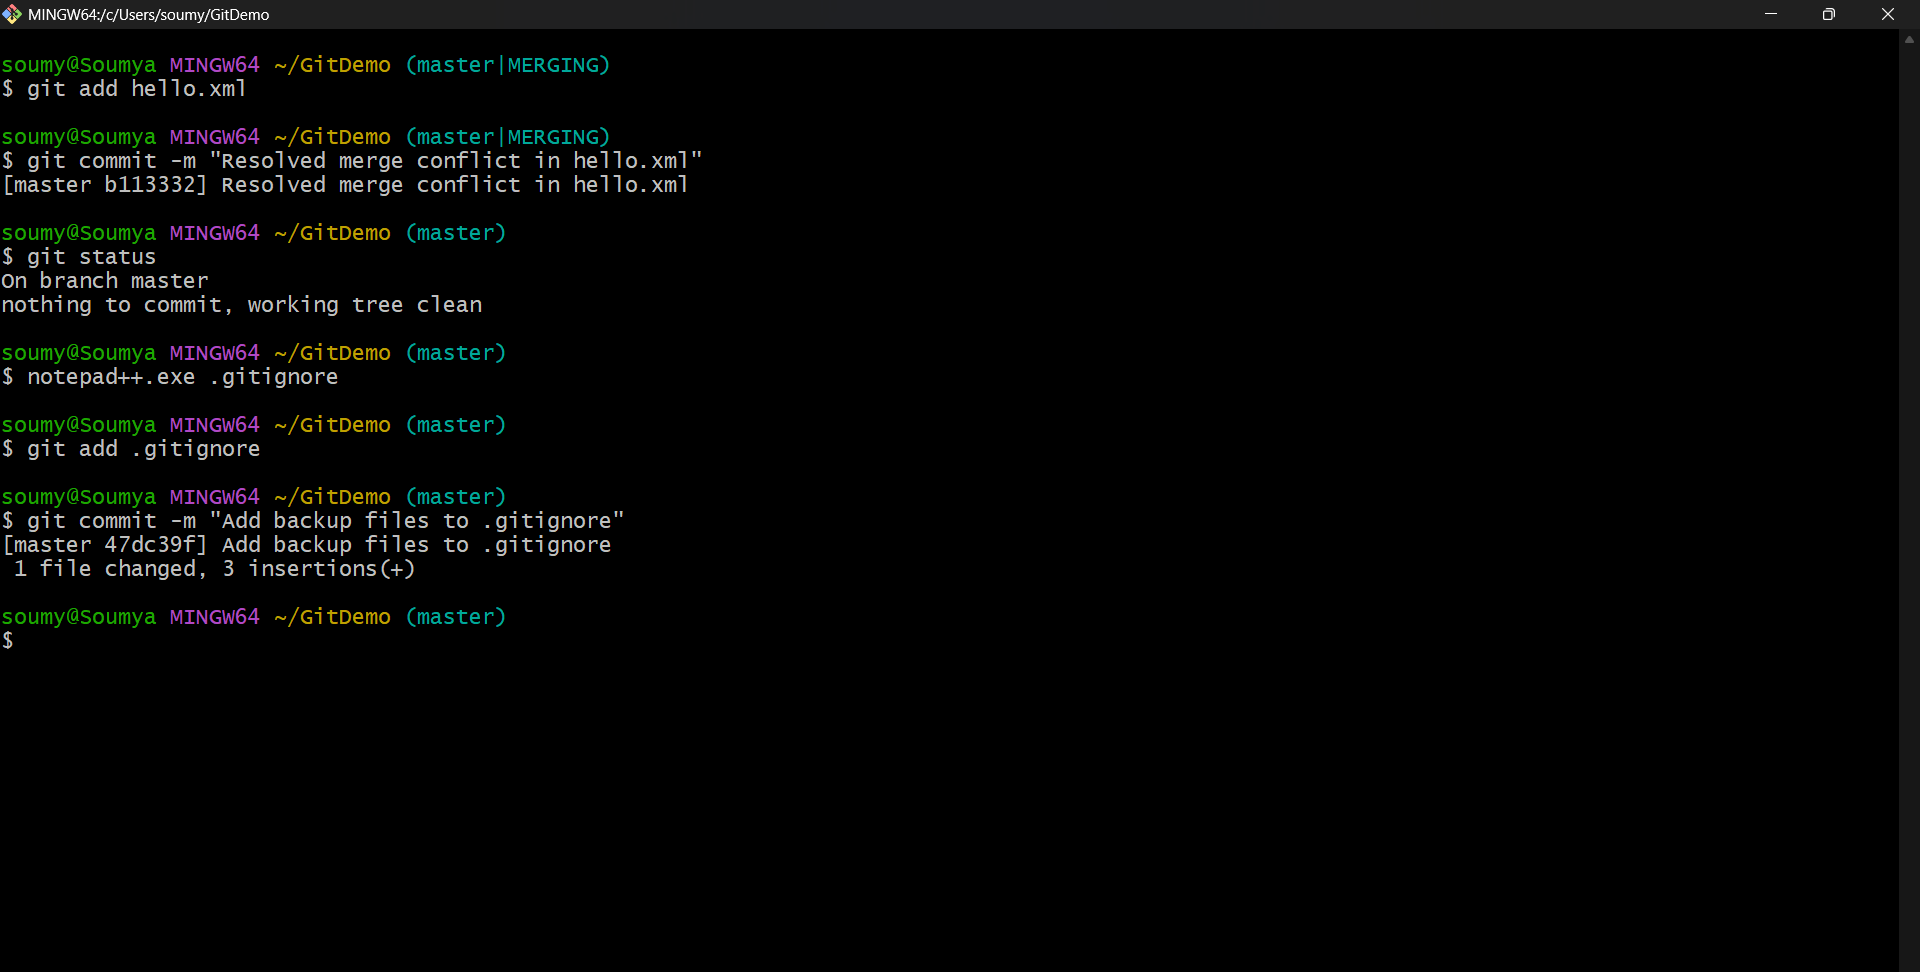 MINGW64:/c/Users/soumy/GitDemo
soumy@Soumya MINGW64 ~/GitDemo (master|MERGING)
$ git add hello.xml
soumy@Soumya MINGW64 ~/GitDemo (master|MERGING)
$ git commit -m "Resolved merge conflict in hello.xml"
[master b113332] Resolved merge conflict in hello.xml
soumy@Soumya MINGW64 ~/GitDemo (master)
$ git status
On branch master
nothing to commit, working tree clean
soumy@Soumya MINGW64 ~/GitDemo (master)
$ notepad++.exe .gitignore
soumy@Soumya MINGW64 ~/GitDemo (master)
$ git add .gitignore
soumy@Soumya MINGW64 ~/GitDemo (master)
$ git commit -m "Add backup files to .gitignore"
[master 47dc39f] Add backup files to .gitignore
 1 file changed, 3 insertions(+)
soumy@Soumya MINGW64 ~/GitDemo (master)
$